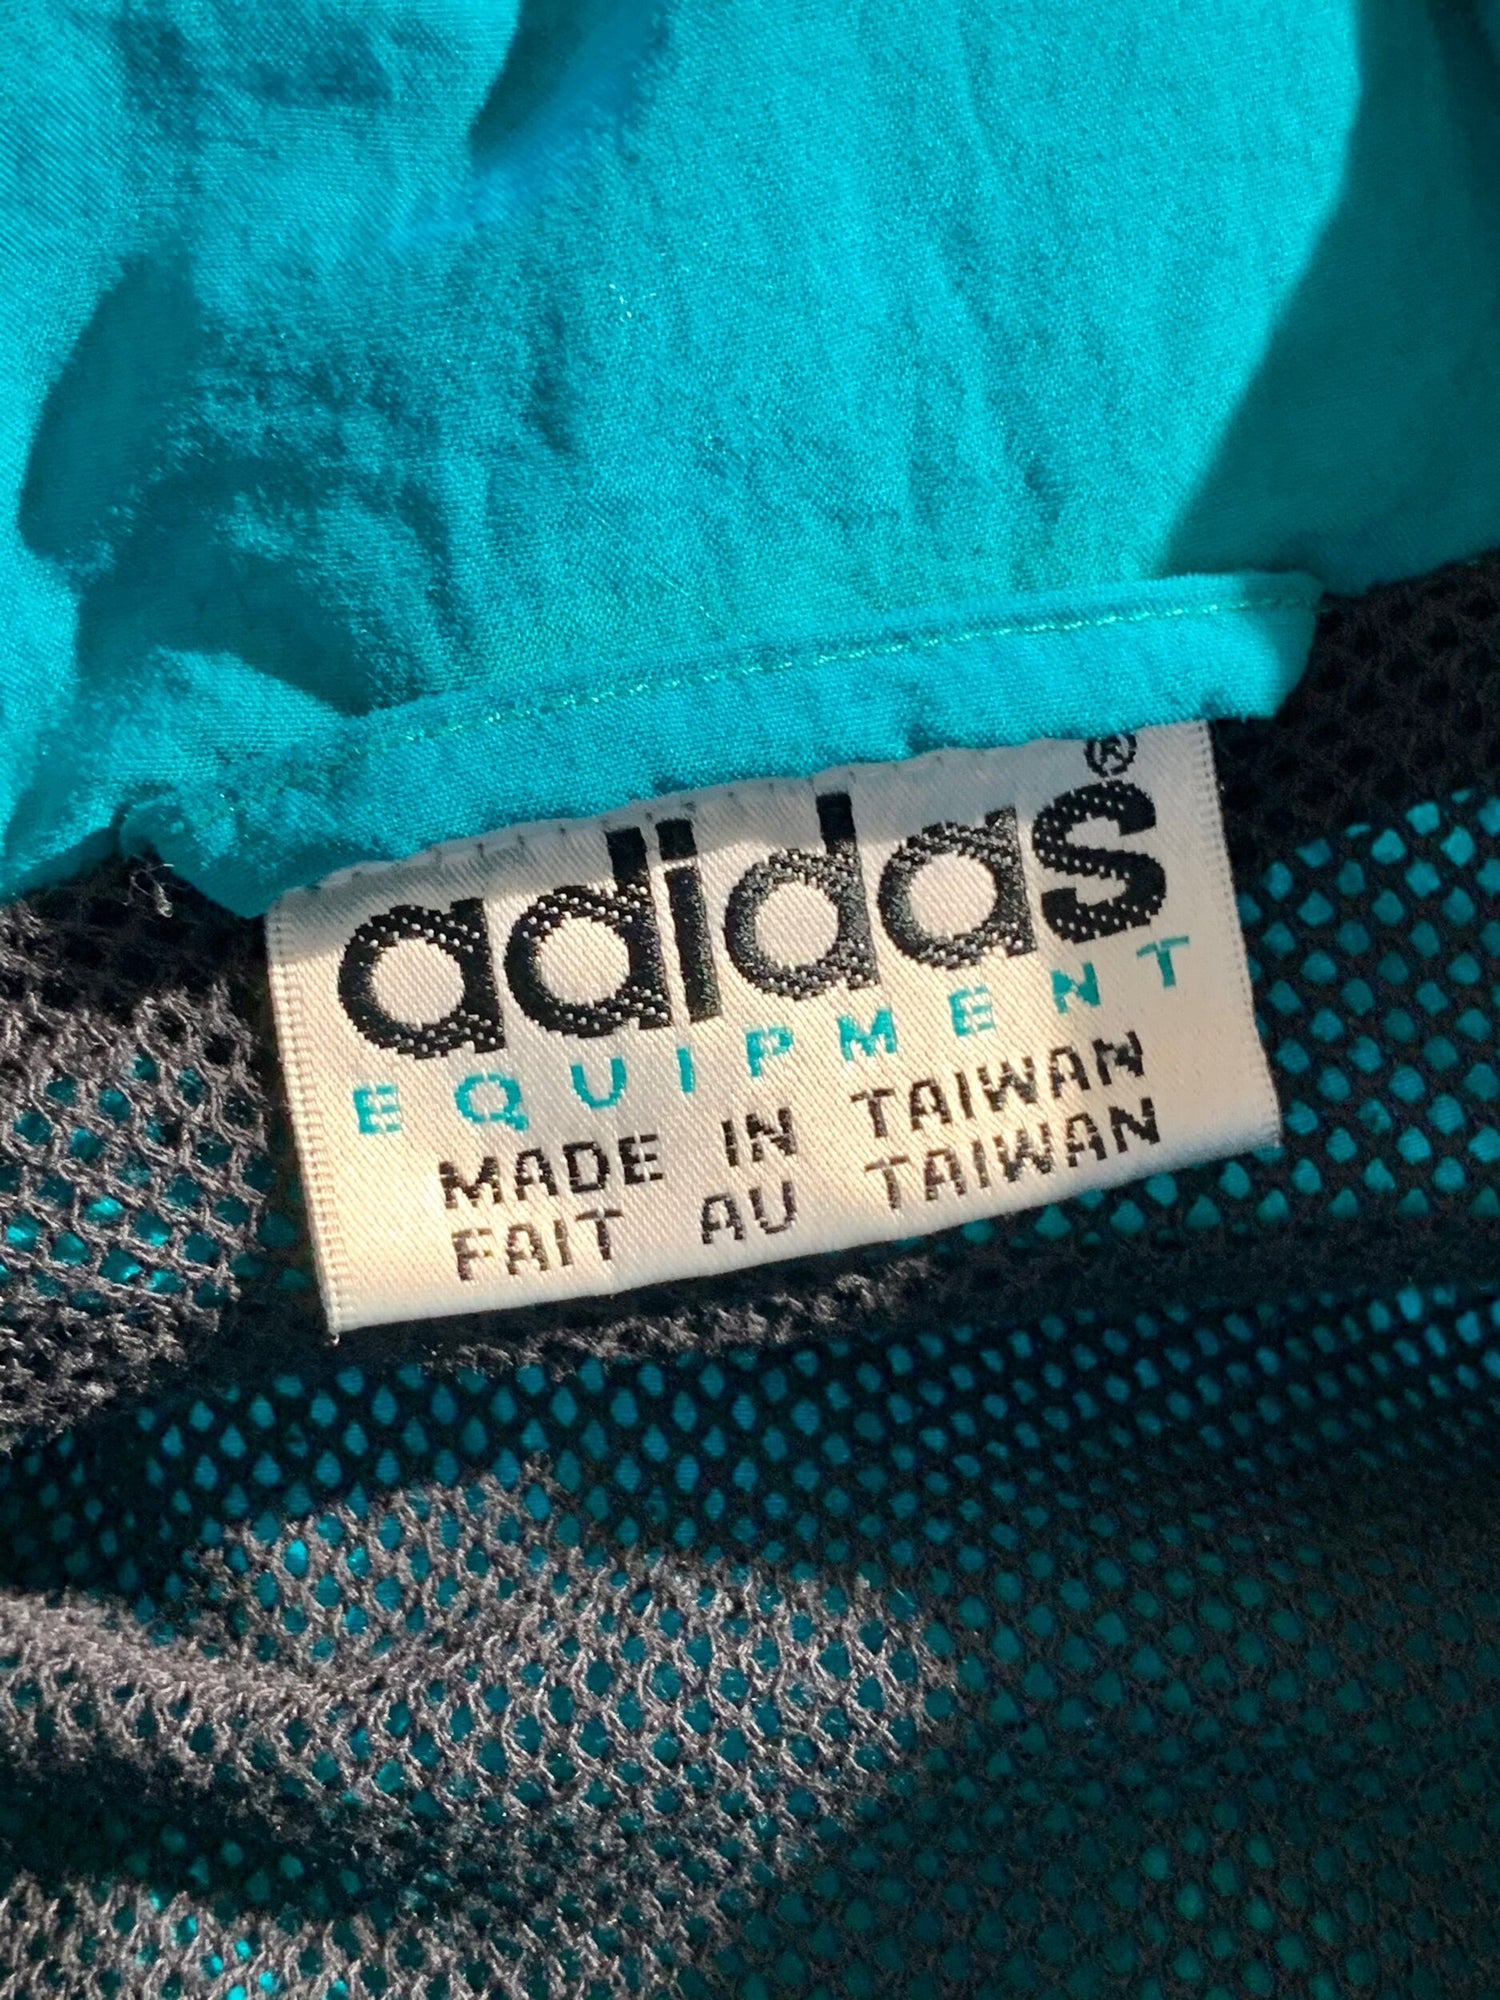 adidas®
EQUIPMENT
MADE IN TAIWAN
FAIT AU TAIWAN